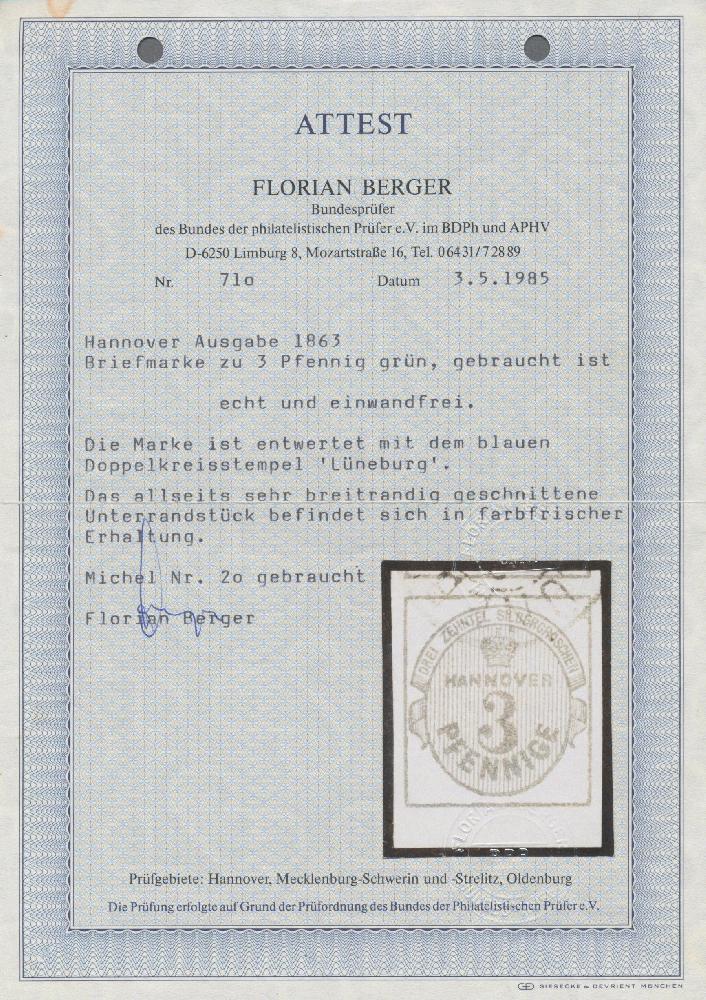 ATTEST
FLORIAN BERGER
Bundesprüfer
des Bundes der philatelistischen Prüfer e.V. im BDPh und APHV
D-6250 Limburg 8, Mozartstraße 16, Tel. 06431/72889
Nr. 71o Datum 3.5.1985
Hannover Ausgabe 1863
Briefmarke zu 3 Pfennig grün, gebraucht ist
echt und einwandfrei.
Die Marke ist entwertet mit dem blauen
Doppelkreisstempel 'Lüneburg'.
Das allseits sehr breitrandig geschnittene
Unterrandstück befindet sich in farbfrischer
Erhaltung.
Michel Nr. 2o gebraucht
Florian Berger
DREI ZEHNTEL SILBERGROSCHEN
HANNOVER
3
PFENNIGE
Prüfgebiete: Hannover, Mecklenburg-Schwerin und -Strelitz, Oldenburg
Die Prüfung erfolgte auf Grund der Prüfordnung des Bundes der Philatelistischen Prüfer e.V.
GIESECKE & DEVRIENT MÜNCHEN